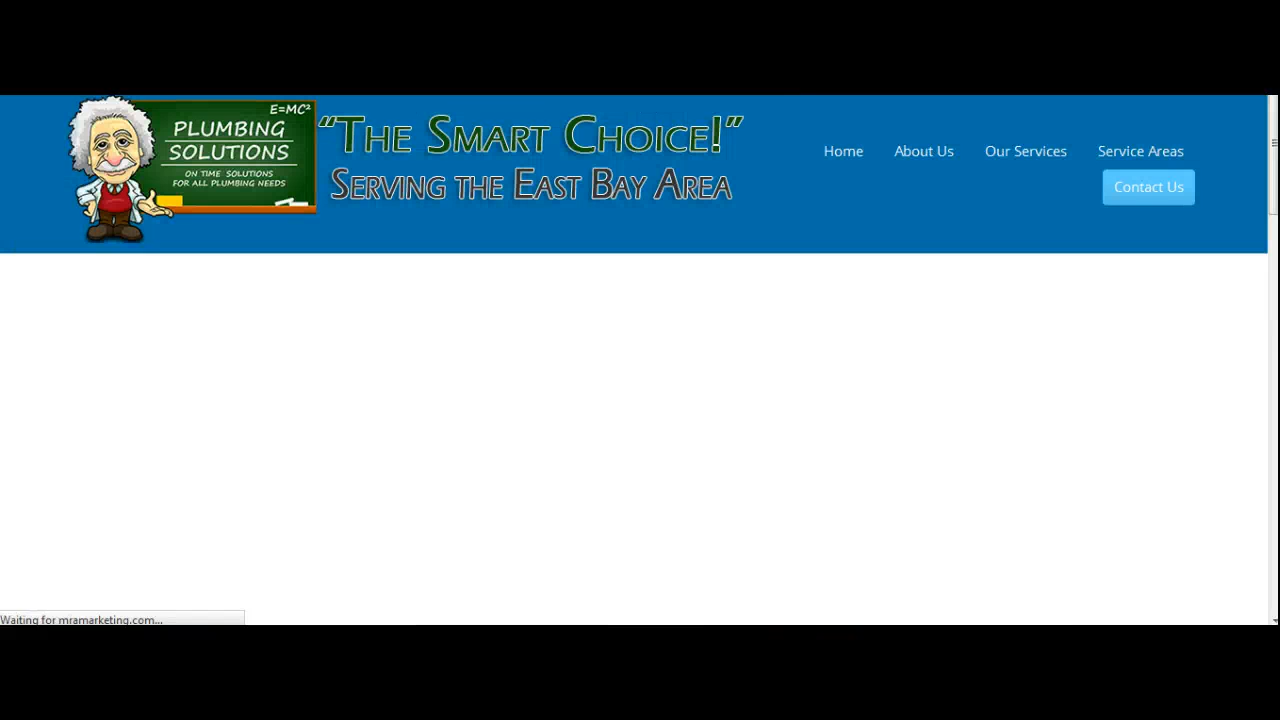 E=MC²
PLUMBING
SOLUTIONS
ON TIME SOLUTIONS
FOR ALL PLUMBING NEEDS
“THE SMART CHOICE!”
SERVING THE EAST BAY AREA
Home About Us Our Services Service Areas
Contact Us
Waiting for mramarketing.com...